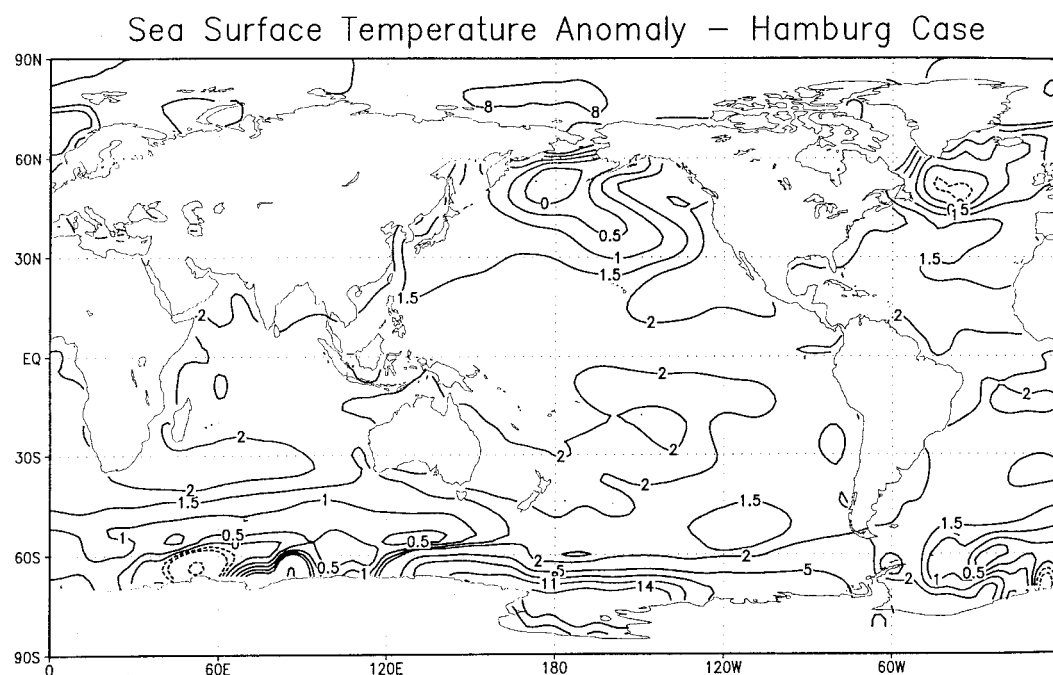 Sea Surface Temperature Anomaly – Hamburg Case
90N
8 8
60N
0 0.5
0.5 1.5
30N 1 1.5
1.5
2 2 2
EQ
2 2
2
30S 2 2
2 2
1.5 1 1.5 1.5
1 0.5 0.5
60S 0.5 1 2 2 2 1 0.5
5 5
11 14
90S
0 60E 120E 180 120W 60W